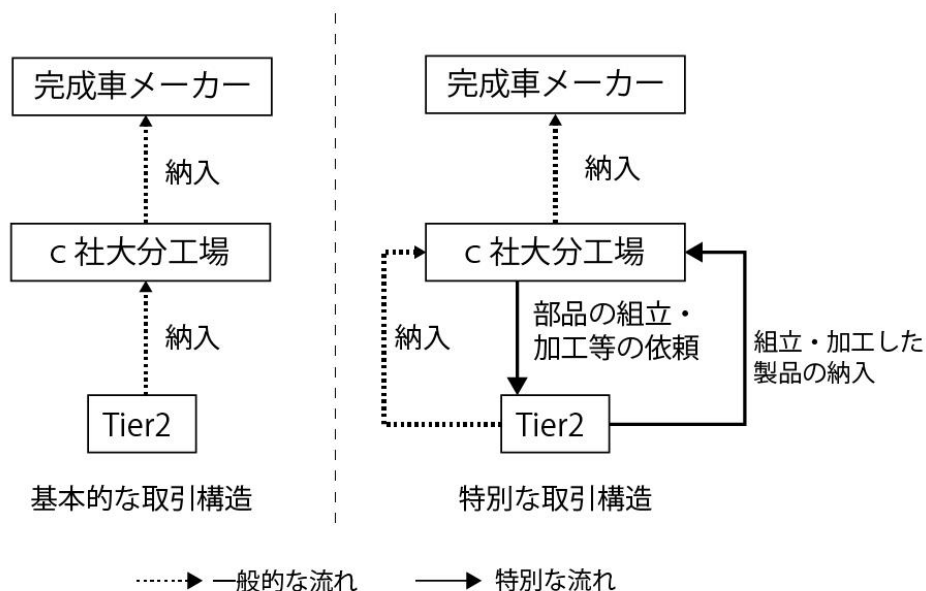 完成車メーカー
納入
c社大分工場
納入
Tier2
基本的な取引構造
完成車メーカー
納入
c社大分工場
納入
部品の組立・
加工等の依頼
組立・加工した
製品の納入
Tier2
特別な取引構造
一般的な流れ
特別な流れ